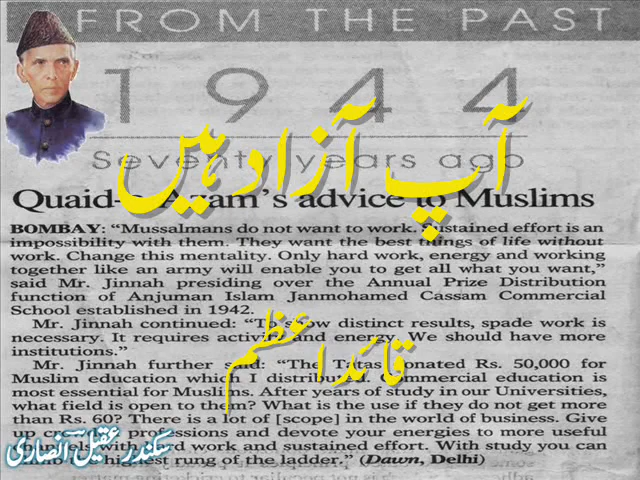 FROM THE PAST
1944
آپ آزاد ہیں
Seventy years ago
Quaid- Azam's advice to Muslims
BOMBAY: “Mussalmans do not want to work. Sustained effort is an
impossibility with them. They want the best things of life without
work. Change this mentality. Only hard work, energy and working
together like an army will enable you to get all what you want,”
said Mr. Jinnah presiding over the Annual Prize Distribution
function of Anjuman Islam Janmohamed Cassam Commercial
School established in 1942.
Mr. Jinnah continued: “To show distinct results, spade work is
necessary. It requires activity and energy. We should have more
institutions.”
قائد اعظم
Mr. Jinnah further said: “The Tatas donated Rs. 50,000 for
Muslim education which I distributed. Commercial education is
most essential for Muslims. After years of study in our Universities,
what field is open to them? What is the use if they do not get more
than Rs. 60? There is a lot of [scope] in the world of business. Give
up professions and devote your energies to more useful
hard work and sustained effort. With study you can
highest rung of the ladder.” (Dawn, Delhi)
سکندر عقیل انصاری